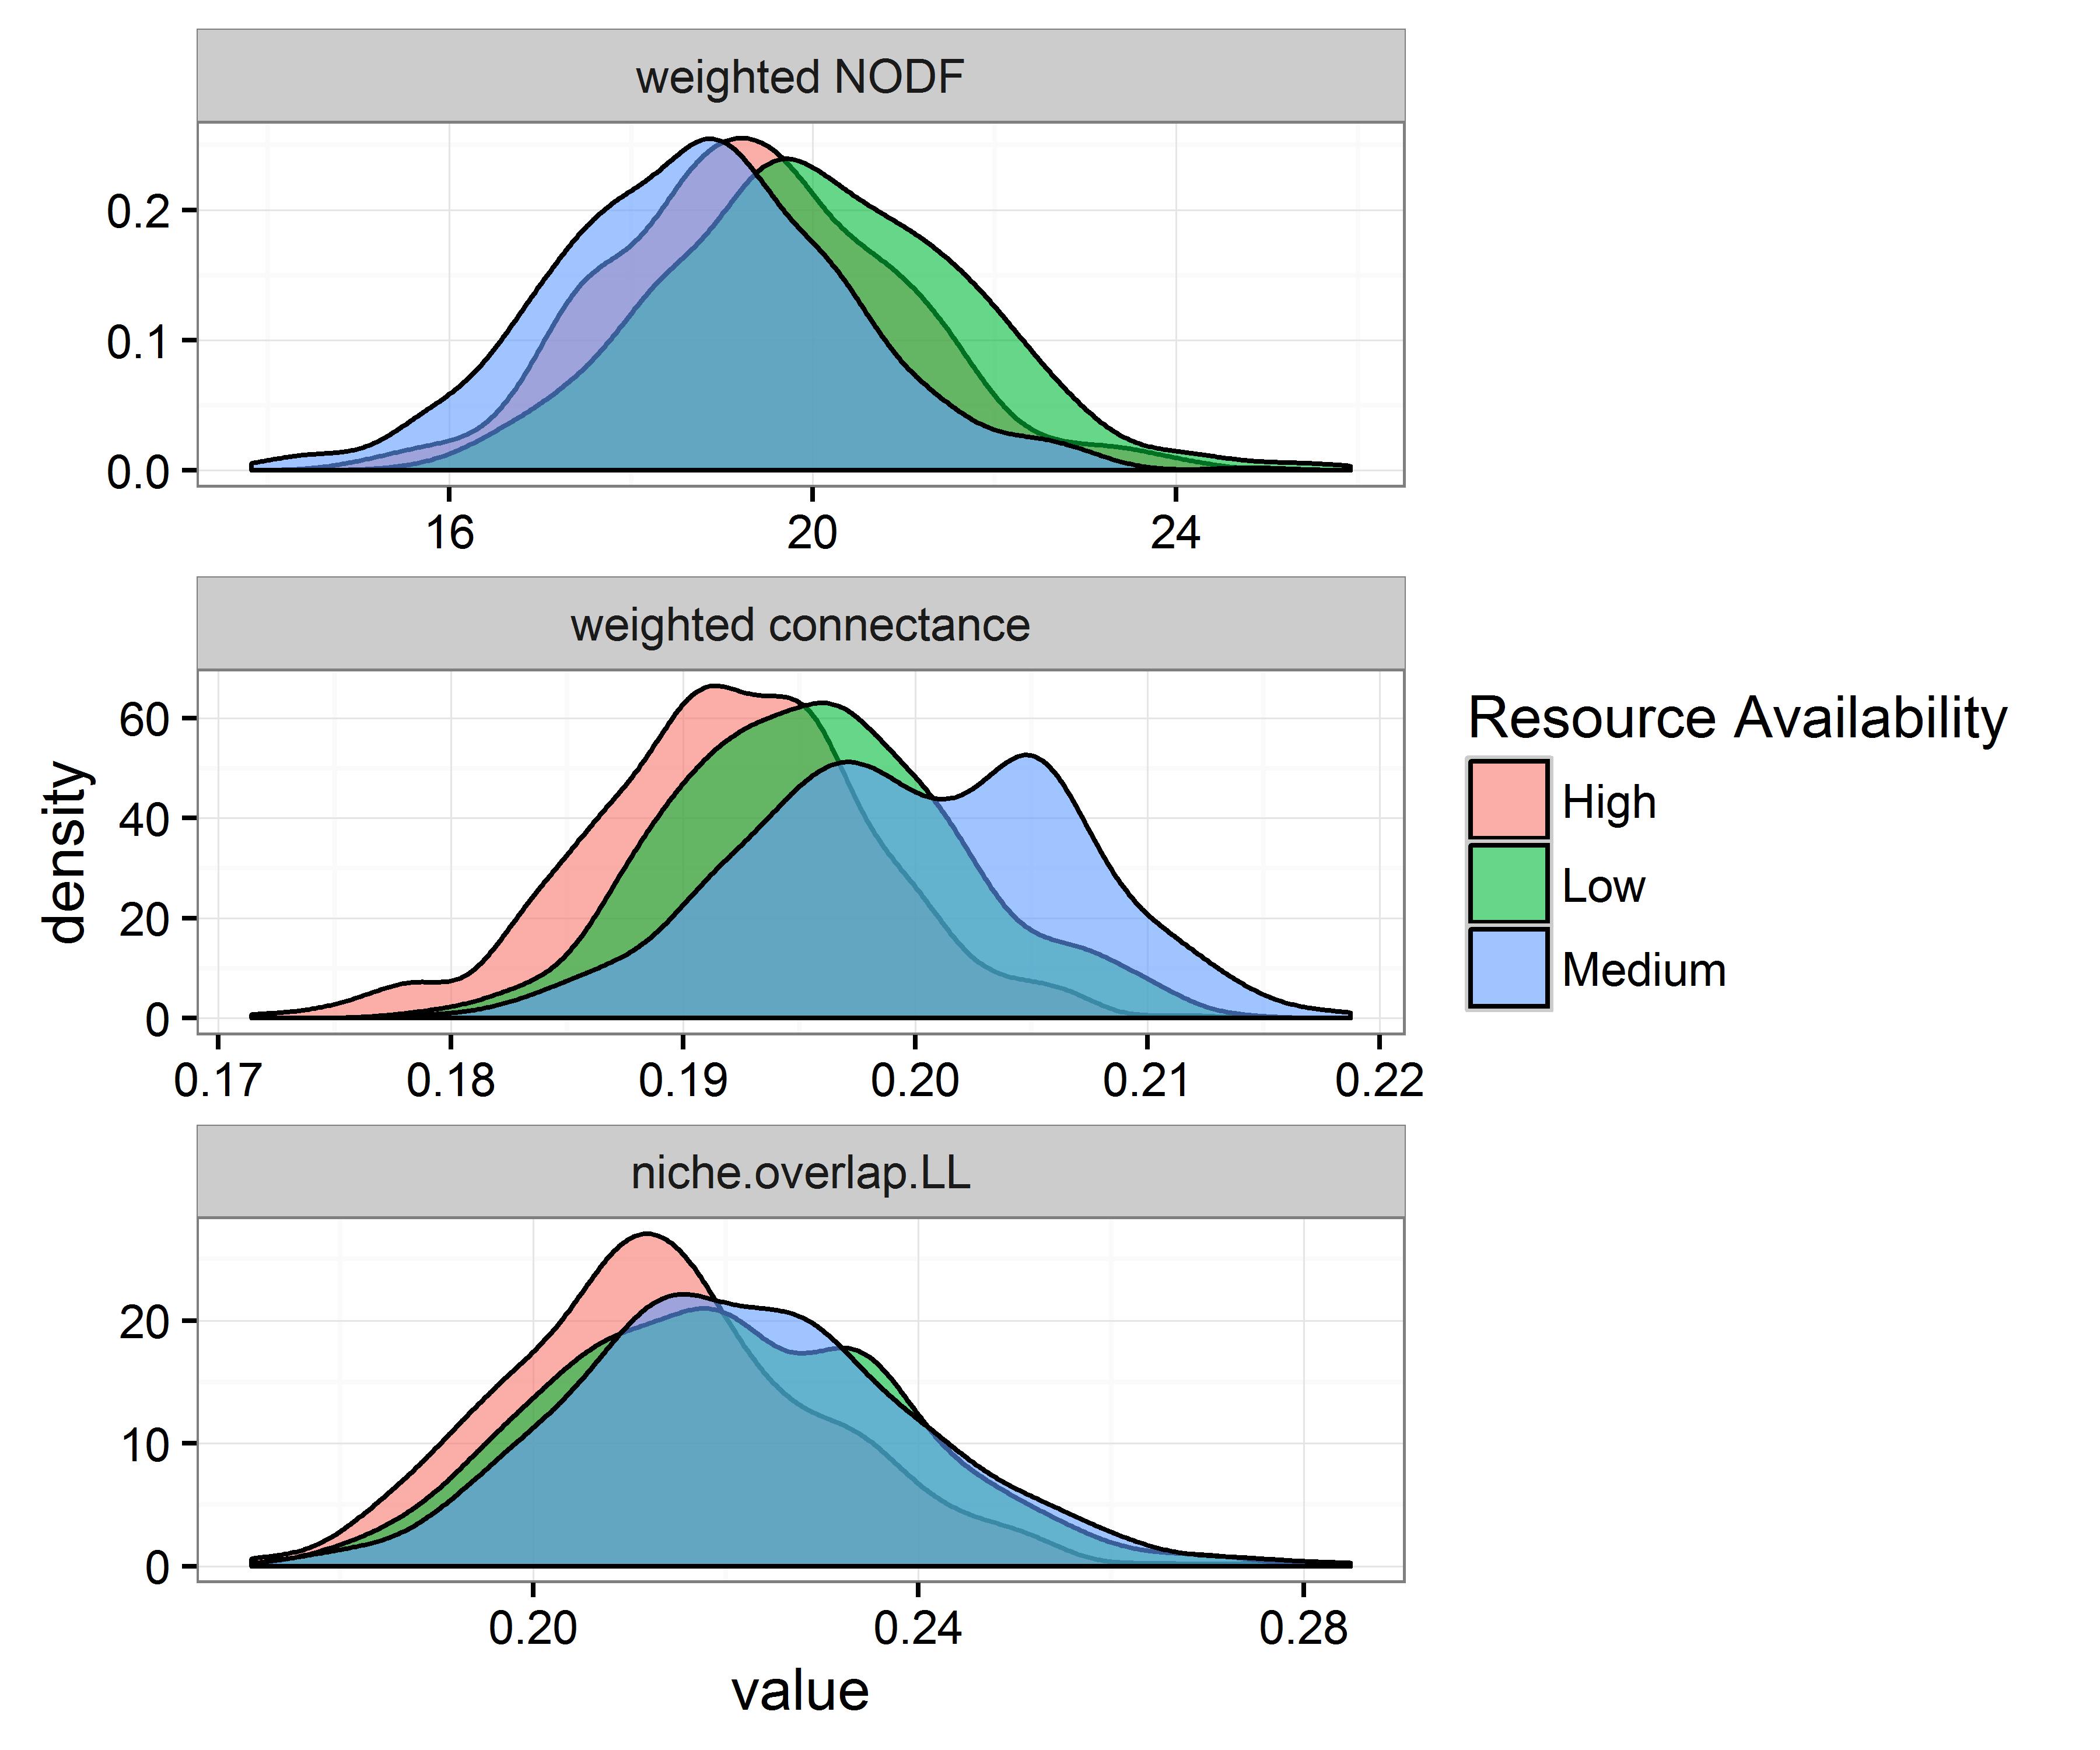 weighted NODF
0.2
0.1
0.0
16 20 24
weighted connectance
60
40
20
0
0.17 0.18 0.19 0.20 0.21 0.22
niche.overlap.LL
20
10
0
0.20 0.24 0.28
value
density
Resource Availability
High
Low
Medium